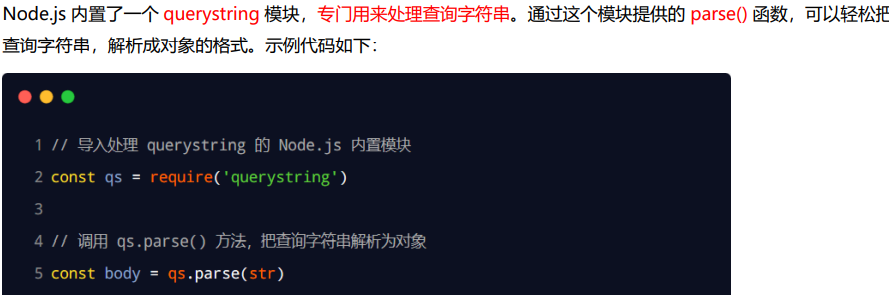 Node.js 内置了一个 querystring 模块，专门用来处理查询字符串。通过这个模块提供的 parse() 函数，可以轻松把
查询字符串，解析成对象的格式。示例代码如下：
1 // 导入处理 querystring 的 Node.js 内置模块
2 const qs = require('querystring')
3
4 // 调用 qs.parse() 方法，把查询字符串解析为对象
5 const body = qs.parse(str)